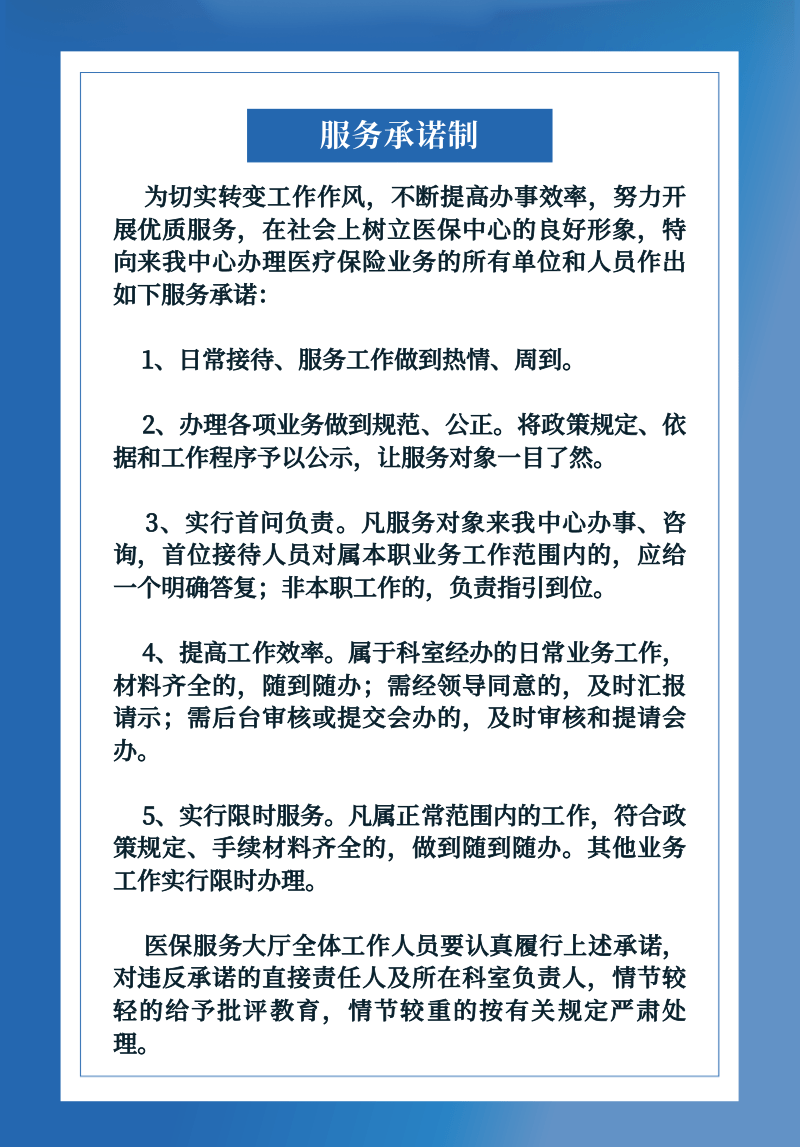 服务承诺制
为切实转变工作作风，不断提高办事效率，努力开
展优质服务，在社会上树立医保中心的良好形象，特
向来我中心办理医疗保险业务的所有单位和人员作出
如下服务承诺：
1、日常接待、服务工作做到热情、周到。
2、办理各项业务做到规范、公正。将政策规定、依
据和工作程序予以公示，让服务对象一目了然。
3、实行首问负责。凡服务对象来我中心办事、咨
询，首位接待人员对属本职业务工作范围内的，应给
一个明确答复；非本职工作的，负责指引到位。
4、提高工作效率。属于科室经办的日常业务工作，
材料齐全的，随到随办；需经领导同意的，及时汇报
请示；需后台审核或提交会办的，及时审核和提请会
办。
5、实行限时服务。凡属正常范围内的工作，符合政
策规定、手续材料齐全的，做到随到随办。其他业务
工作实行限时办理。
医保服务大厅全体工作人员要认真履行上述承诺，
对违反承诺的直接责任人及所在科室负责人，情节较
轻的给予批评教育，情节较重的按有关规定严肃处
理。